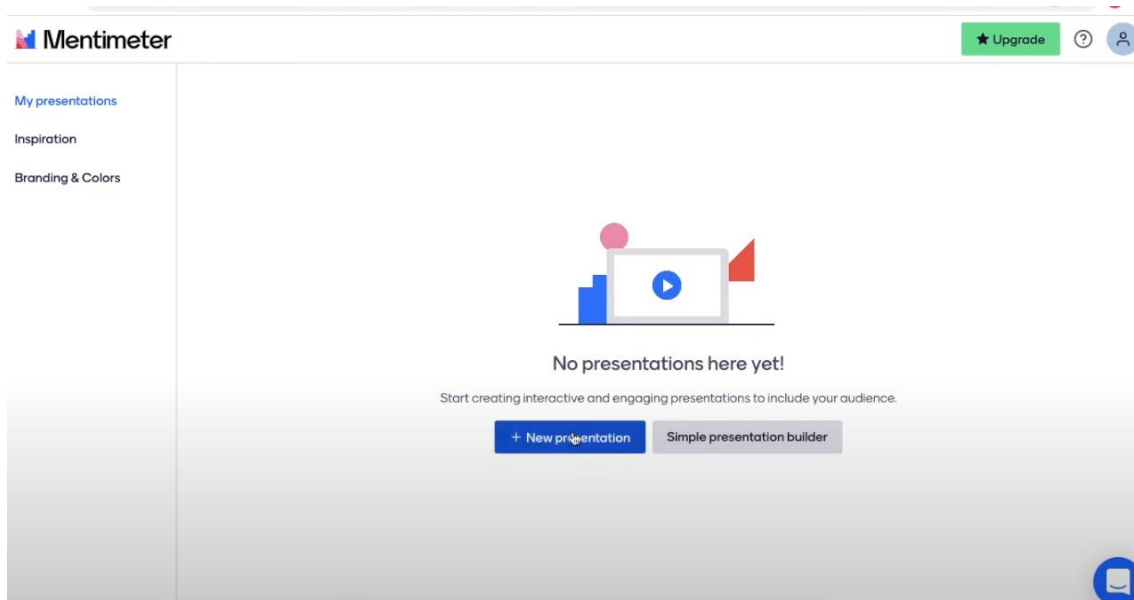 Mentimeter
Upgrade
My presentations
Inspiration
Branding & Colors
No presentations here yet!
Start creating interactive and engaging presentations to include your audience.
+ New presentation
Simple presentation builder